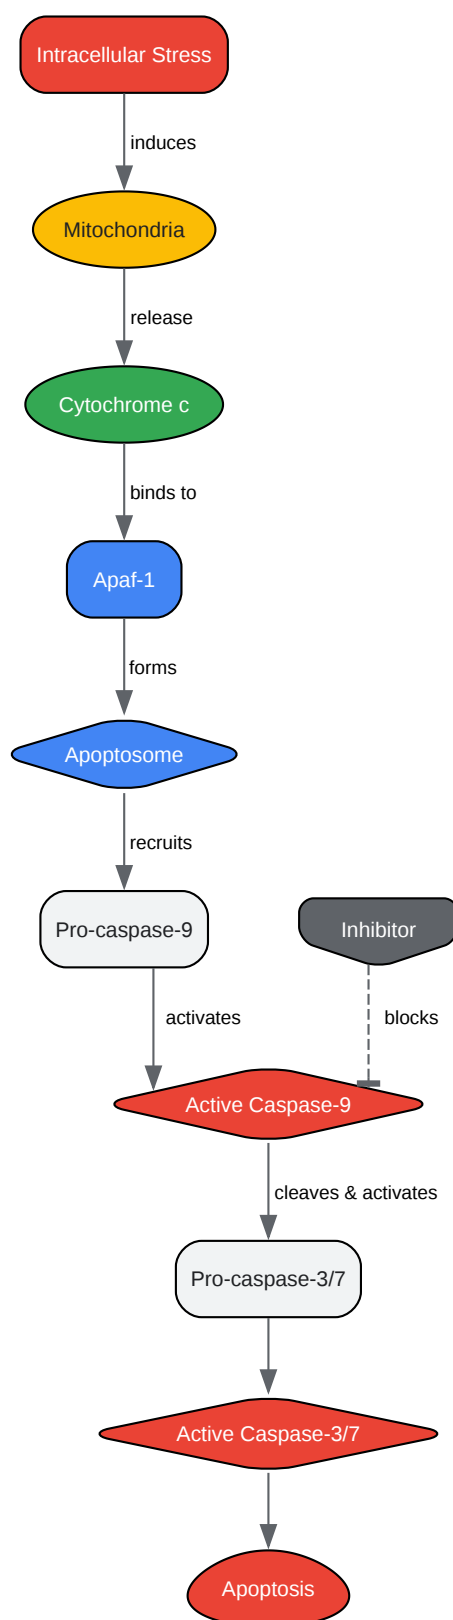 Intracellular Stress
induces
Mitochondria
release
Cytochrome c
binds to
Apaf-1
forms
Apoptosome
recruits
Pro-caspase-9
Inhibitor
activates
blocks
Active Caspase-9
cleaves & activates
Pro-caspase-3/7
Active Caspase-3/7
Apoptosis